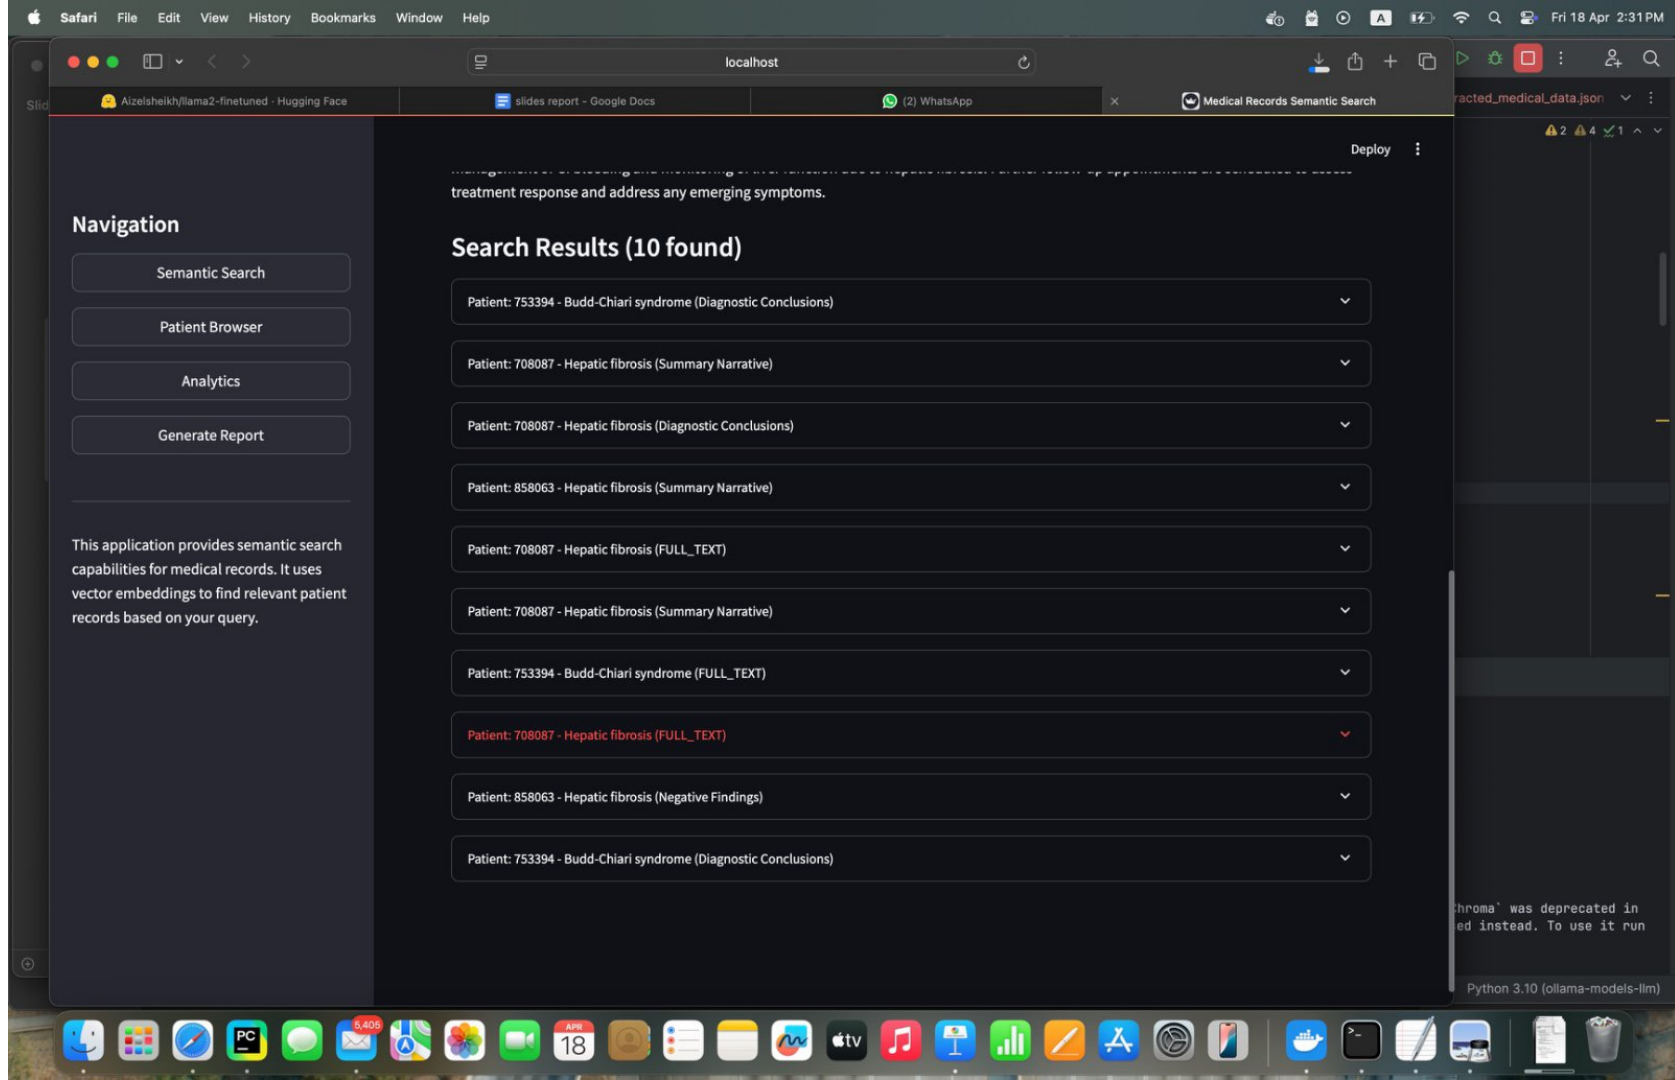 Safari File Edit View History Bookmarks Window Help
A
Fri 18 Apr 2:31 PM
localhost
Slid
Aizelsheikh/llama2-finetuned - Hugging Face
slides report - Google Docs
(2) WhatsApp
Medical Records Semantic Search
racted_medical_data.json
2 4 1
Deploy
treatment response and address any emerging symptoms.
Navigation
Semantic Search
Patient Browser
Analytics
Generate Report
This application provides semantic search
capabilities for medical records. It uses
vector embeddings to find relevant patient
records based on your query.
Search Results (10 found)
Patient: 753394 - Budd-Chiari syndrome (Diagnostic Conclusions)
Patient: 708087 - Hepatic fibrosis (Summary Narrative)
Patient: 708087 - Hepatic fibrosis (Diagnostic Conclusions)
Patient: 858063 - Hepatic fibrosis (Summary Narrative)
Patient: 708087 - Hepatic fibrosis (FULL_TEXT)
Patient: 708087 - Hepatic fibrosis (Summary Narrative)
Patient: 753394 - Budd-Chiari syndrome (FULL_TEXT)
Patient: 708087 - Hepatic fibrosis (FULL_TEXT)
Patient: 858063 - Hepatic fibrosis (Negative Findings)
Patient: 753394 - Budd-Chiari syndrome (Diagnostic Conclusions)
hroma` was deprecated in
ed instead. To use it run
Python 3.10 (ollama-models-llm)
PC
5,405
APR
18
tv